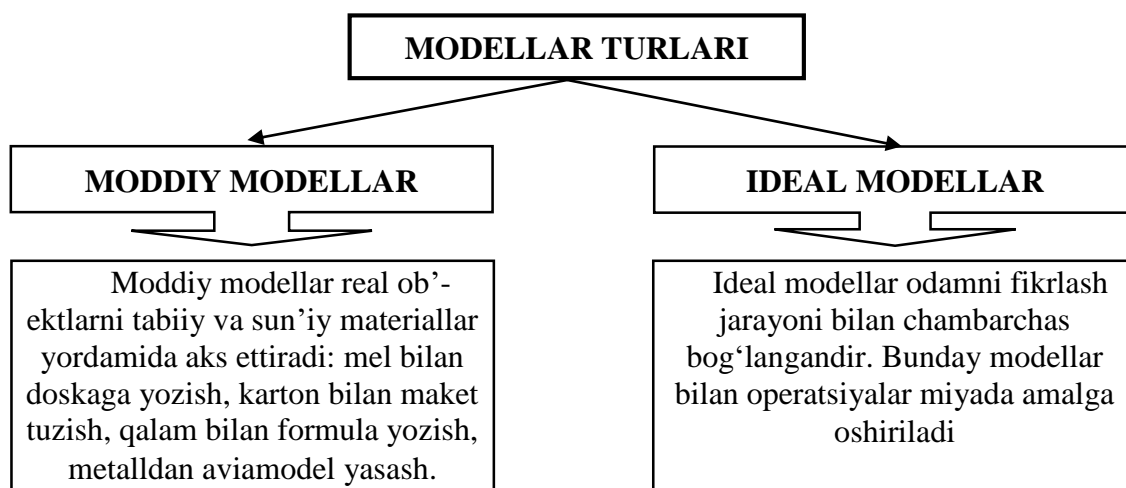 MODELLAR TURLARI
MODDIY MODELLAR
IDEAL MODELLAR
Moddiy modellar real ob’-
ektlarni tabiiy va sun’iy materiallar
yordamida aks ettiradi: mel bilan
doskaga yozish, karton bilan maket
tuzish, qalam bilan formula yozish,
metalldan aviamodel yasash.
Ideal modellar odamni fikrlash
jarayoni bilan chambarchas
bog‘langandir. Bunday modellar
bilan operatsiyalar miyada amalga
oshiriladi